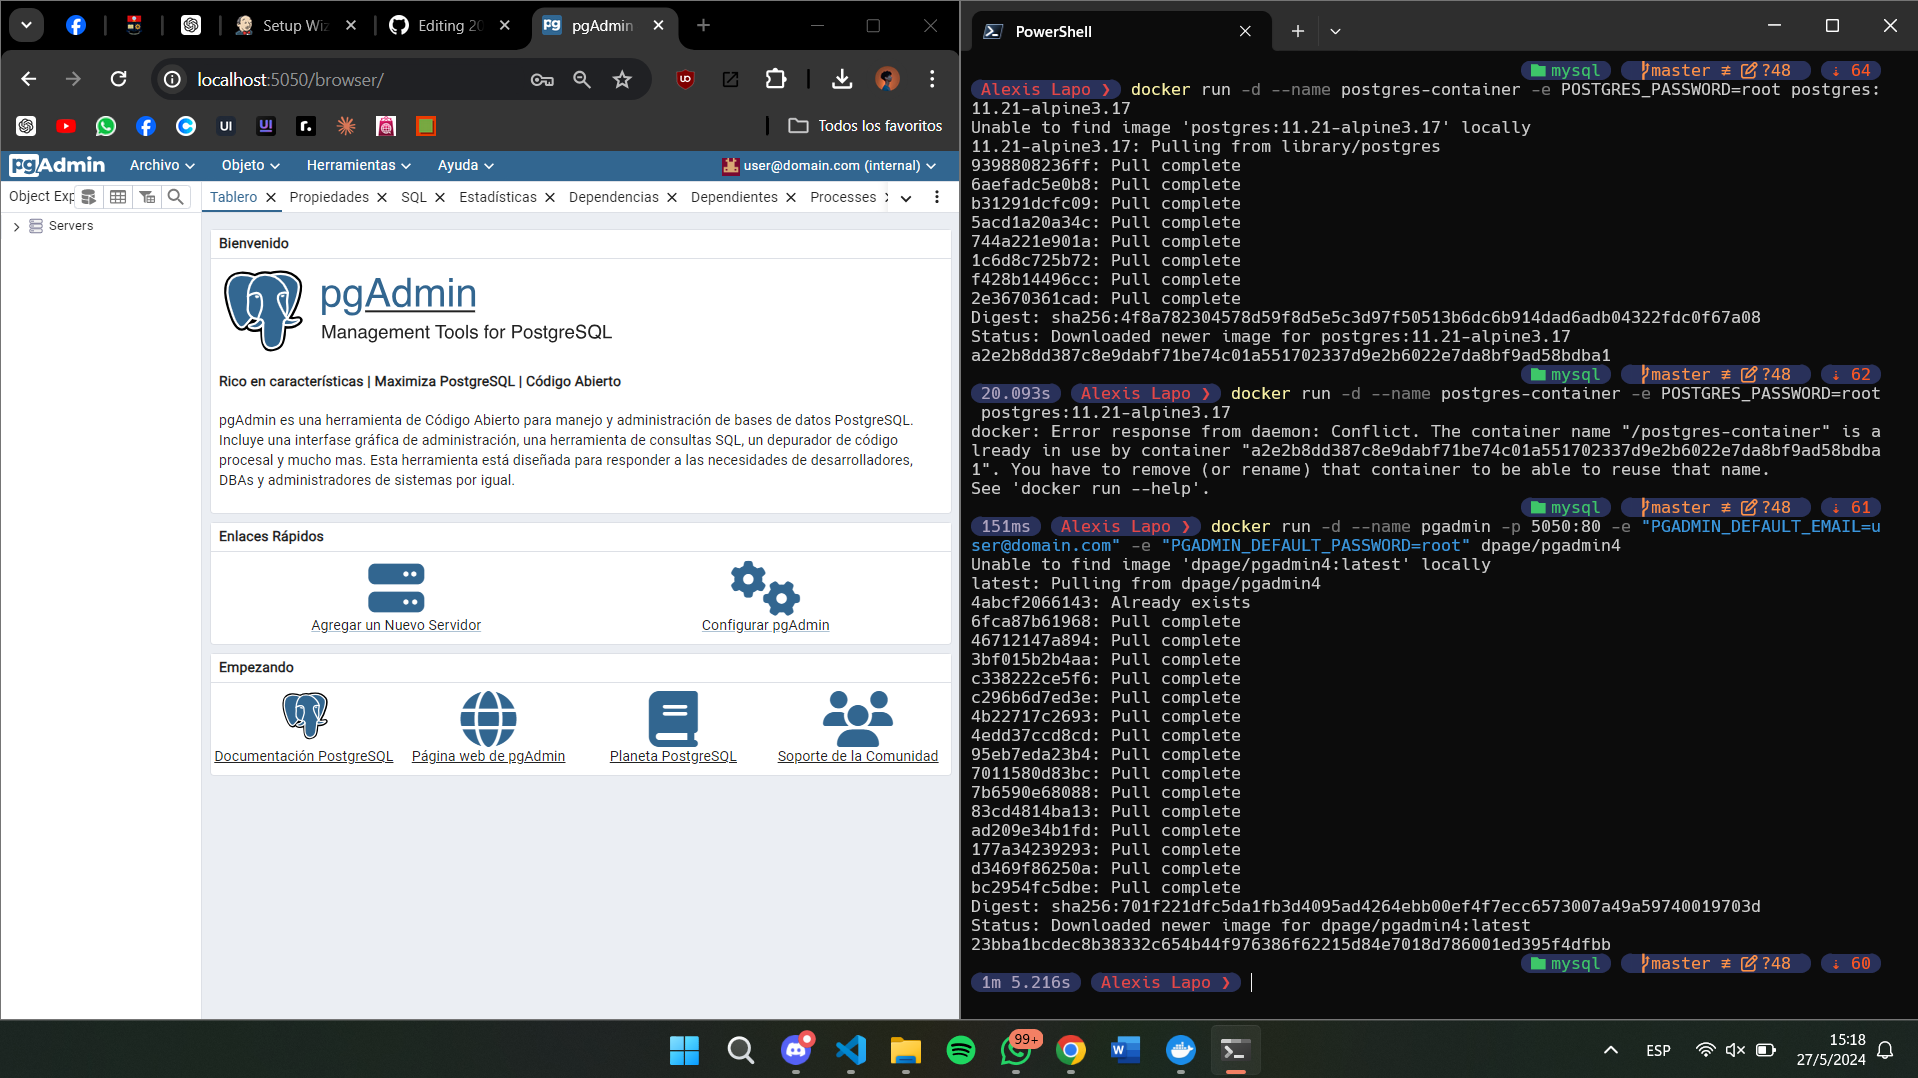 Setup Wiz
Editing 20
pgAdmin
localhost:5050/browser/
Todos los favoritos
pgAdmin
Archivo
Objeto
Herramientas
Ayuda
user@domain.com (internal)
Object Exp
Tablero
Propiedades
SQL
Estadísticas
Dependencias
Dependientes
Processes
Servers
Bienvenido
pgAdmin
Management Tools for PostgreSQL
Rico en características | Maximiza PostgreSQL | Código Abierto
pgAdmin es una herramienta de Código Abierto para manejo y administración de bases de datos PostgreSQL.
Incluye una interfase gráfica de administración, una herramienta de consultas SQL, un depurador de código
procesal y mucho mas. Esta herramienta está diseñada para responder a las necesidades de desarrolladores,
DBAs y administradores de sistemas por igual.
Enlaces Rápidos
Agregar un Nuevo Servidor
Configurar pgAdmin
Empezando
Documentación PostgreSQL
Página web de pgAdmin
Planeta PostgreSQL
Soporte de la Comunidad
PowerShell
mysql master ≢ ?48 ↓ 64
Alexis Lapo ❯ docker run -d --name postgres-container -e POSTGRES_PASSWORD=root postgres:
11.21-alpine3.17
Unable to find image 'postgres:11.21-alpine3.17' locally
11.21-alpine3.17: Pulling from library/postgres
9398808236ff: Pull complete
6aefadc5e0b8: Pull complete
b31291dcfc09: Pull complete
5acd1a20a34c: Pull complete
744a221e901a: Pull complete
1c6d8c725b72: Pull complete
f428b14496cc: Pull complete
2e3670361cad: Pull complete
Digest: sha256:4f8a782304578d59f8d5e5c3d97f50513b6dc6b914dad6adb04322fdc0f67a08
Status: Downloaded newer image for postgres:11.21-alpine3.17
a2e2b8dd387c8e9dabf71be74c01a551702337d9e2b6022e7da8bf9ad58bdba1
mysql master ≢ ?48 ↓ 62
20.093s Alexis Lapo ❯ docker run -d --name postgres-container -e POSTGRES_PASSWORD=root
postgres:11.21-alpine3.17
docker: Error response from daemon: Conflict. The container name "/postgres-container" is a
lready in use by container "a2e2b8dd387c8e9dabf71be74c01a551702337d9e2b6022e7da8bf9ad58bdba
1". You have to remove (or rename) that container to be able to reuse that name.
See 'docker run --help'.
mysql master ≢ ?48 ↓ 61
151ms Alexis Lapo ❯ docker run -d --name pgadmin -p 5050:80 -e "PGADMIN_DEFAULT_EMAIL=u
ser@domain.com" -e "PGADMIN_DEFAULT_PASSWORD=root" dpage/pgadmin4
Unable to find image 'dpage/pgadmin4:latest' locally
latest: Pulling from dpage/pgadmin4
4abcf2066143: Already exists
6fca87b61968: Pull complete
46712147a894: Pull complete
3bf015b2b4aa: Pull complete
c338222ce5f6: Pull complete
c296b6d7ed3e: Pull complete
4b22717c2693: Pull complete
4edd37ccd8cd: Pull complete
95eb7eda23b4: Pull complete
7011580d83bc: Pull complete
7b6590e68088: Pull complete
83cd4814ba13: Pull complete
ad209e34b1fd: Pull complete
177a34239293: Pull complete
d3469f86250a: Pull complete
bc2954fc5dbe: Pull complete
Digest: sha256:701f221dfc5da1fb3d4095ad4264ebb00ef4f7ecc6573007a49a59740019703d
Status: Downloaded newer image for dpage/pgadmin4:latest
23bba1bcdec8b38332c654b44f976386f62215d84e7018d786001ed395f4dfbb
mysql master ≢ ?48 ↓ 60
1m 5.216s Alexis Lapo ❯
99+
ESP
15:18
27/5/2024